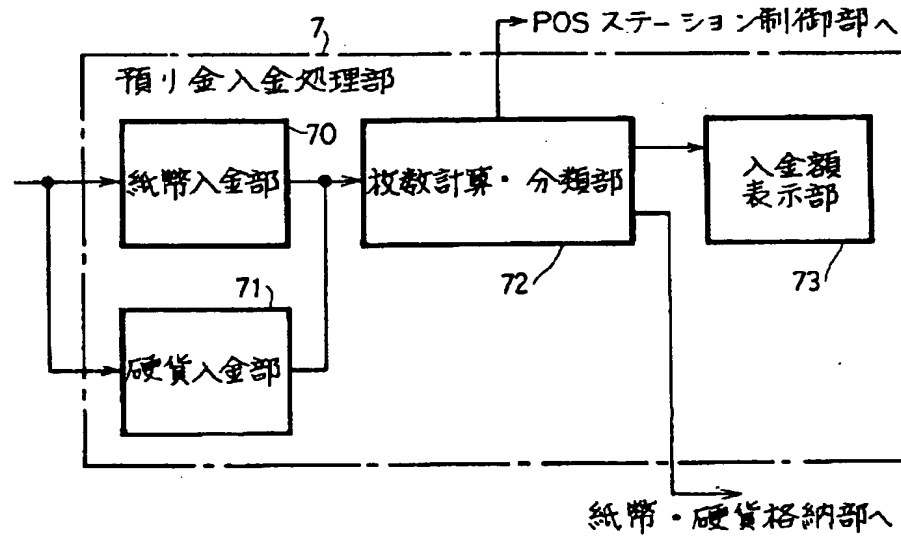 POSステーション制御部へ
7
預り金入金処理部
70
紙幣入金部
枚数計算・分類部
入金額
表示部
72
73
71
硬貨入金部
紙幣・硬貨格納部へ